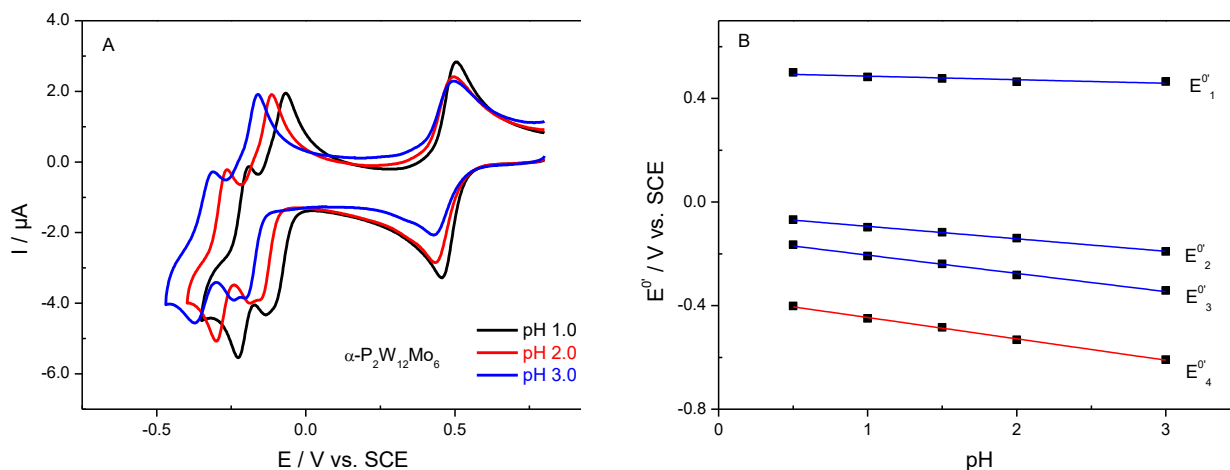 A
4.0
2.0
0.0
-2.0
-4.0
-6.0
I / µA
α-P₂W₁₂Mo₆
pH 1.0
pH 2.0
pH 3.0
-0.5
0.0
0.5
E / V vs. SCE
B
0.4
0.0
-0.4
-0.8
E⁰' / V vs. SCE
E⁰'₁
E⁰'₂
E⁰'₃
E⁰'₄
0
1
2
3
pH